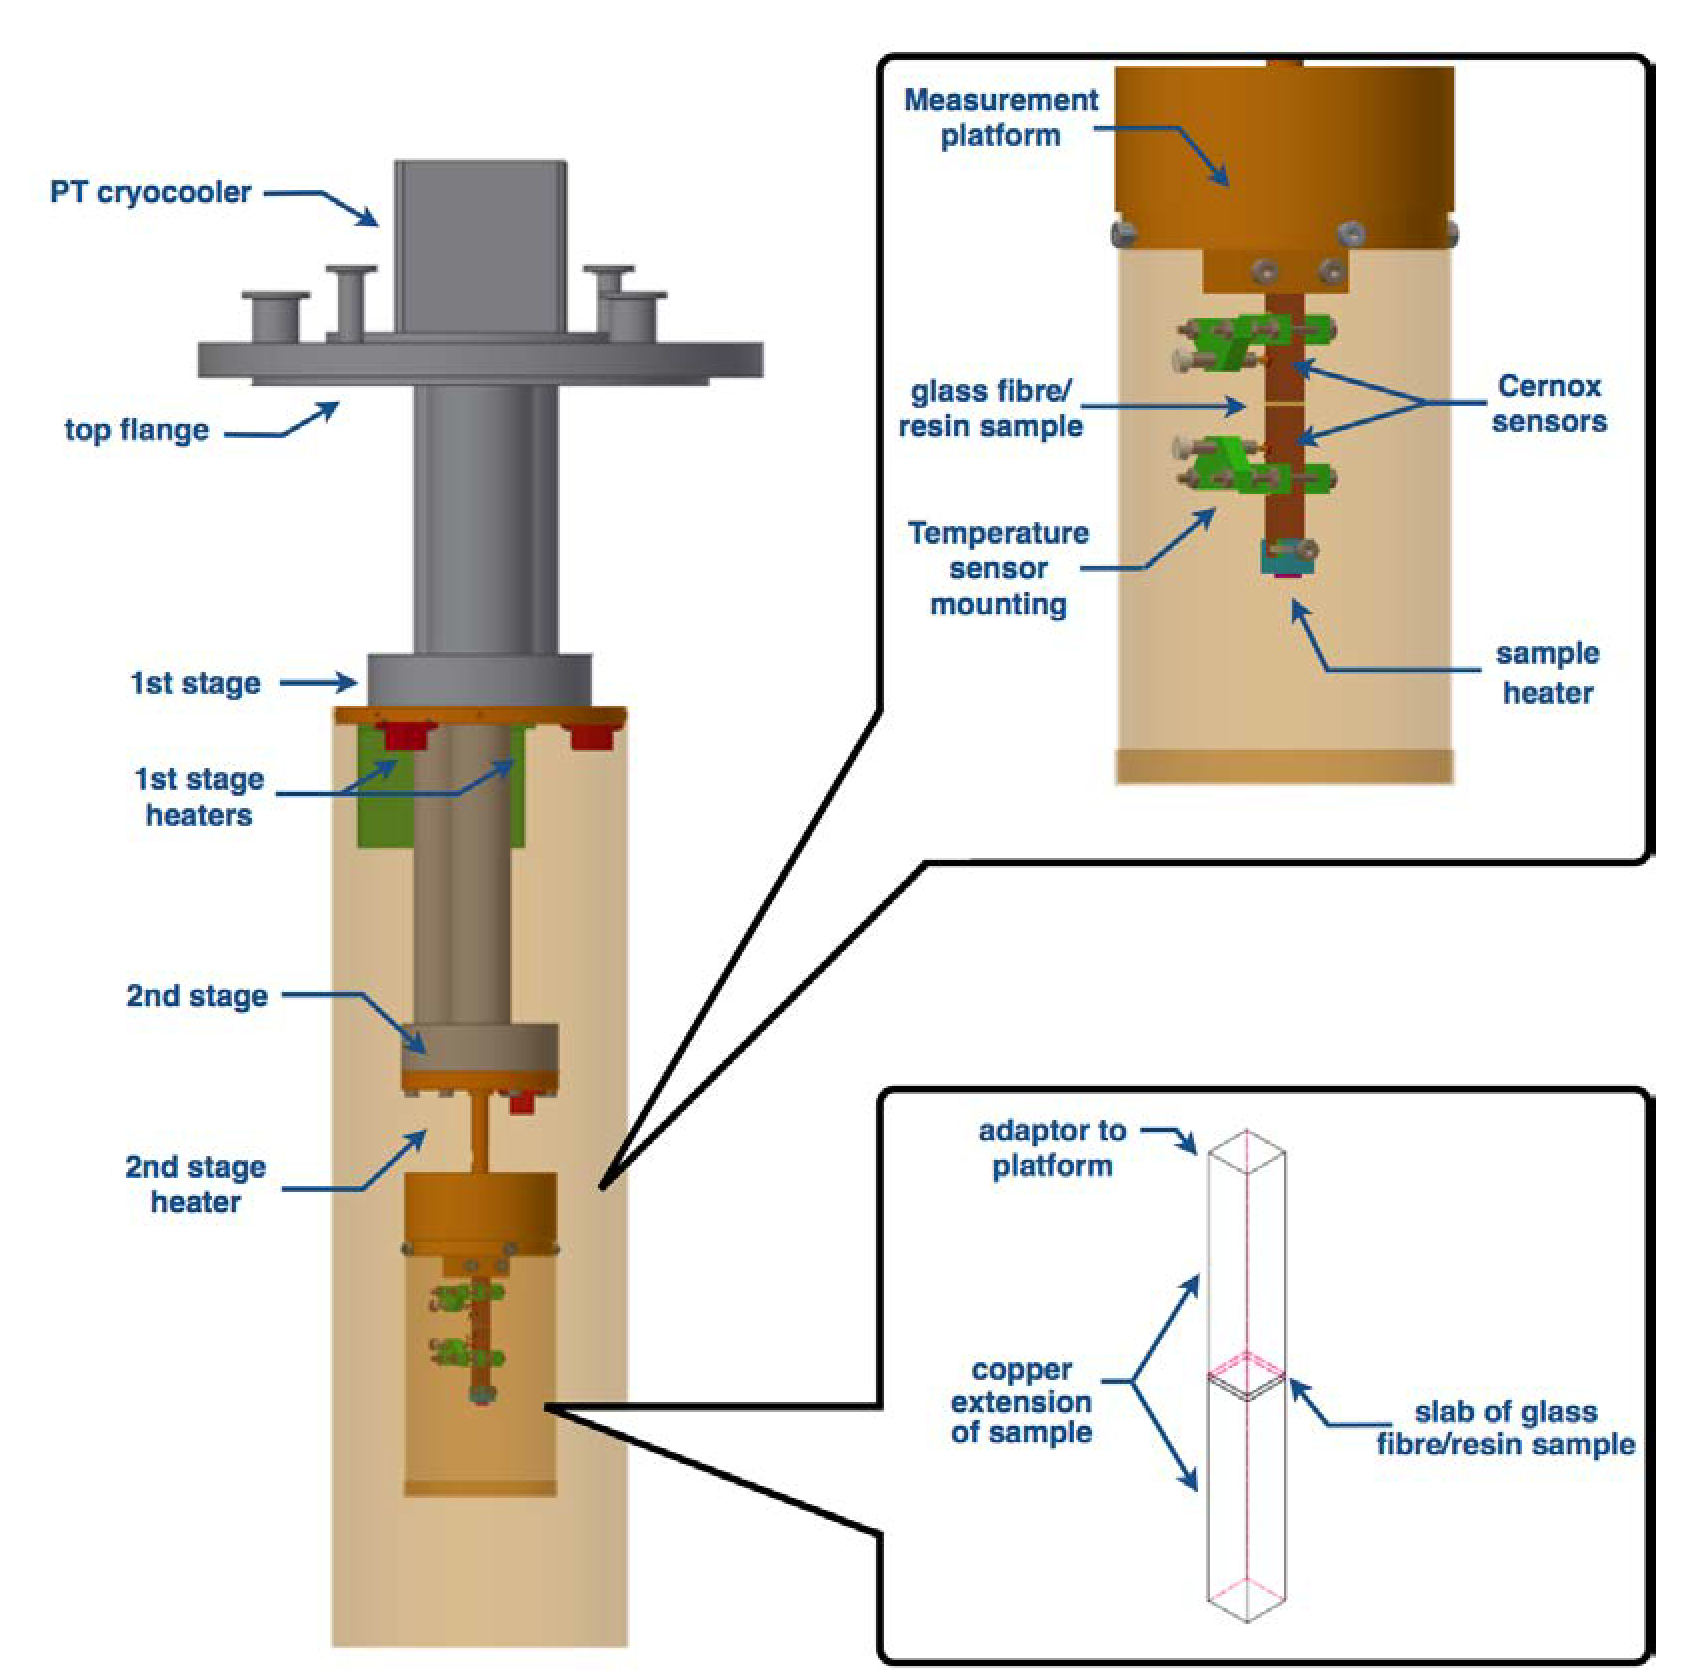 PT cryocooler
top flange
1st stage
1st stage
heaters
2nd stage
2nd stage
heater
Measurement
platform
glass fibre/
resin sample
Cernox
sensors
Temperature
sensor
mounting
sample
heater
adaptor to
platform
copper
extension
of sample
slab of glass
fibre/resin sample